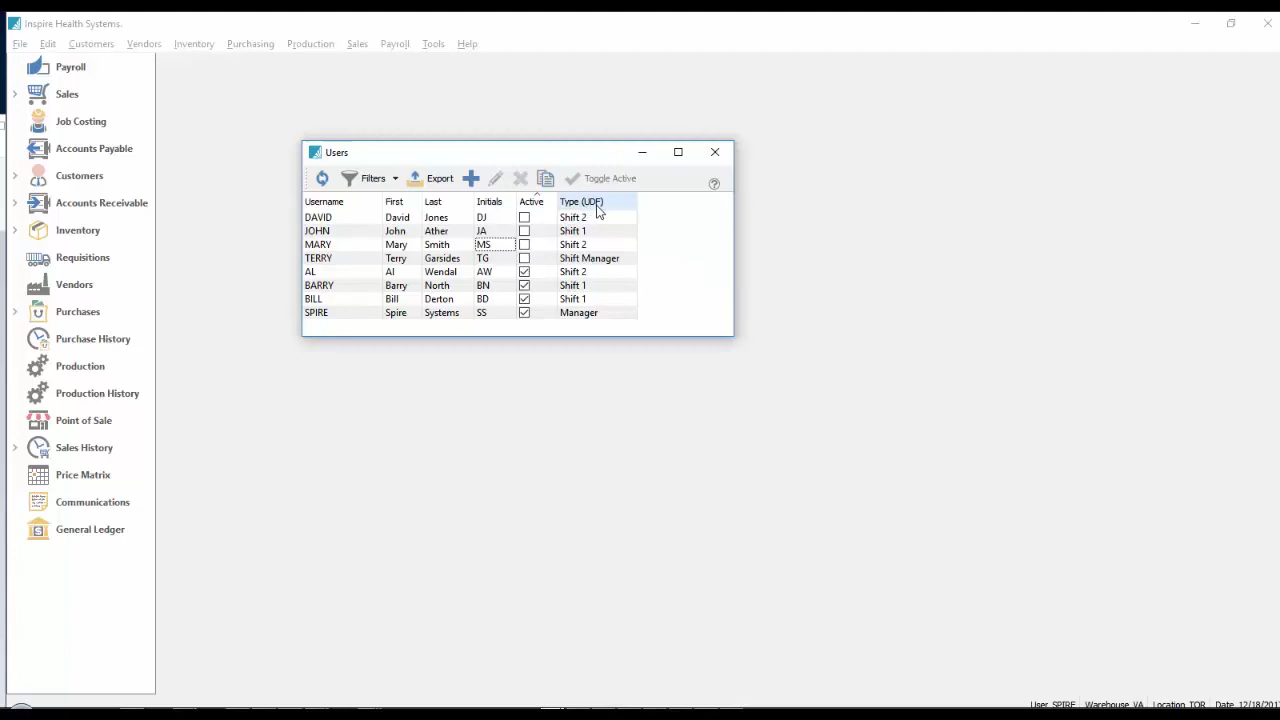 Inspire Health Systems.
File Edit Customers Vendors Inventory Purchasing Production Sales Payroll Tools Help
Payroll
Sales
Job Costing
Accounts Payable
Customers
Accounts Receivable
Inventory
Requisitions
Vendors
Purchases
Purchase History
Production
Production History
Point of Sale
Sales History
Price Matrix
Communications
General Ledger
Users
Filters Export Toggle Active
Username First Last Initials Active Type (UDF)
DAVID David Jones DJ Shift 2
JOHN John Ather JA Shift 1
MARY Mary Smith MS Shift 2
TERRY Terry Garsides TG Shift Manager
AL Al Wendal AW Shift 2
BARRY Barry North BN Shift 1
BILL Bill Derton BD Shift 1
SPIRE Spire Systems SS Manager
User SPIRE Warehouse VA Location TOR Date